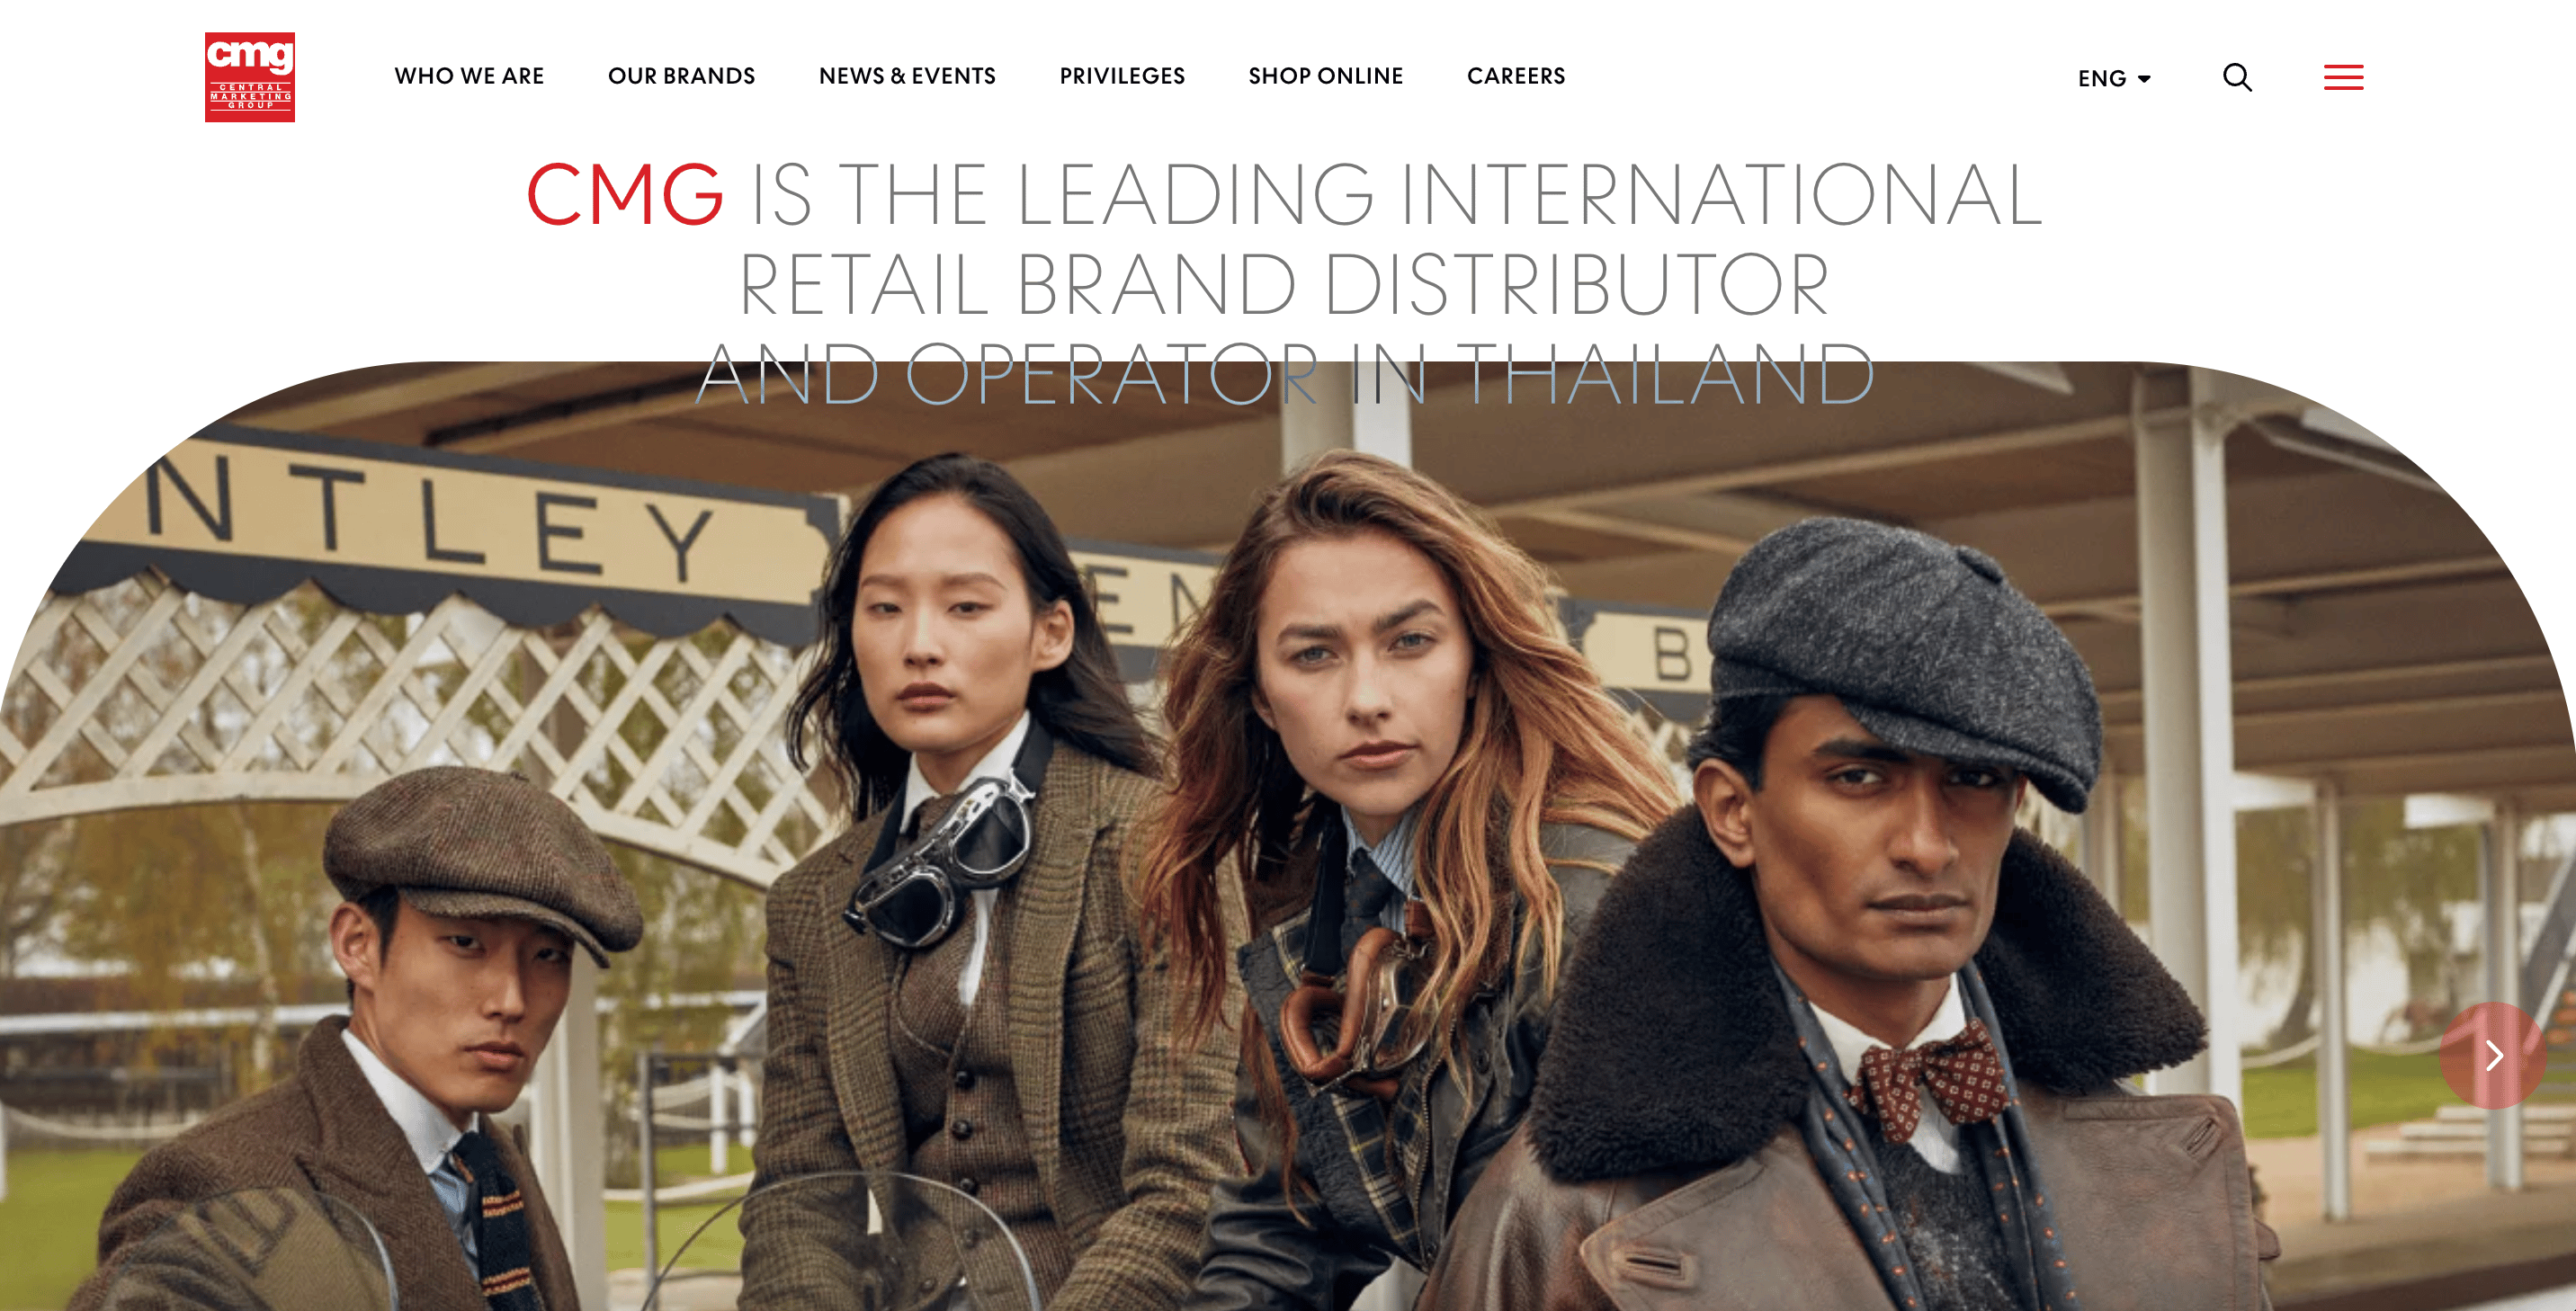 cmg
CENTRAL
MARKETING
GROUP
WHO WE ARE
OUR BRANDS
NEWS & EVENTS
PRIVILEGES
SHOP ONLINE
CAREERS
ENG
CMG IS THE LEADING INTERNATIONAL
RETAIL BRAND DISTRIBUTOR
AND OPERATOR IN THAILAND
NTLEY
EN
B